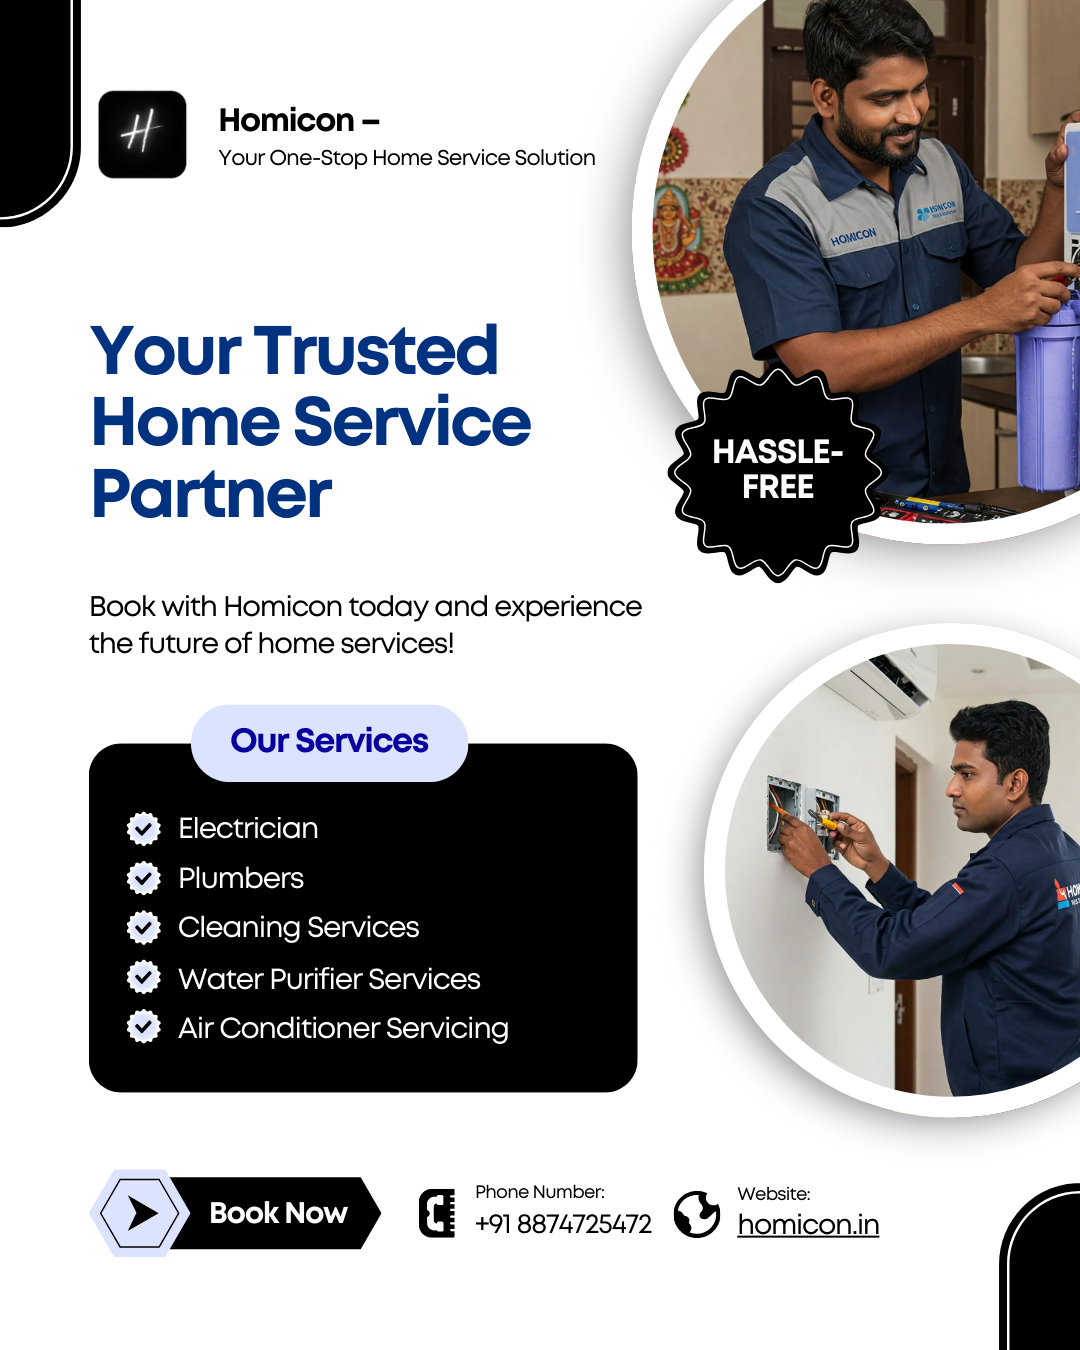 H
Homicon –
Your One-Stop Home Service Solution
HOMICON
Your Trusted
Home Service
Partner
HASSLE-
FREE
Book with Homicon today and experience
the future of home services!
Our Services
Electrician
Plumbers
Cleaning Services
Water Purifier Services
Air Conditioner Servicing
Book Now
Phone Number:
+91 8874725472
Website:
homicon.in